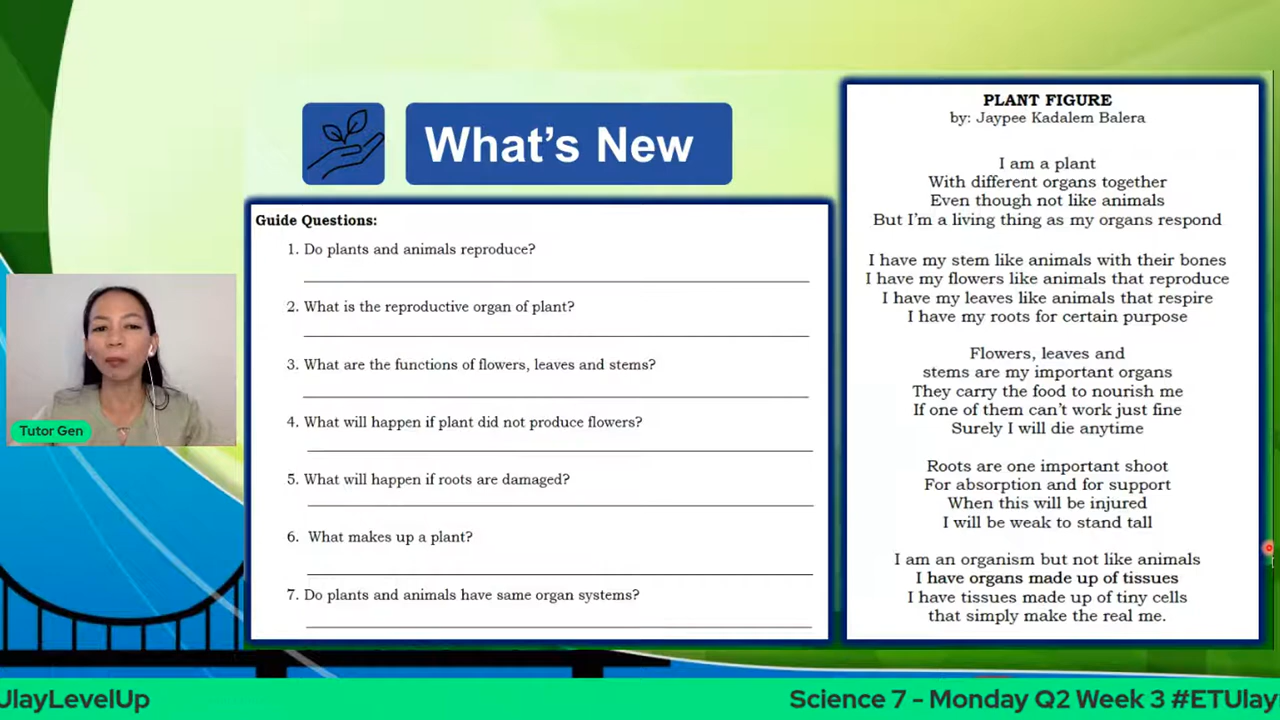 What's New
Guide Questions:
1. Do plants and animals reproduce?
2. What is the reproductive organ of plant?
3. What are the functions of flowers, leaves and stems?
4. What will happen if plant did not produce flowers?
5. What will happen if roots are damaged?
6. What makes up a plant?
7. Do plants and animals have same organ systems?
PLANT FIGURE
by: Jaypee Kadalem Balera
I am a plant
With different organs together
Even though not like animals
But I'm a living thing as my organs respond
I have my stem like animals with their bones
I have my flowers like animals that reproduce
I have my leaves like animals that respire
I have my roots for certain purpose
Flowers, leaves and
stems are my important organs
They carry the food to nourish me
If one of them can't work just fine
Surely I will die anytime
Roots are one important shoot
For absorption and for support
When this will be injured
I will be weak to stand tall
I am an organism but not like animals
I have organs made up of tissues
I have tissues made up of tiny cells
that simply make the real me.
Tutor Gen
UlayLevelUp
Science 7 - Monday Q2 Week 3 #ETUlay